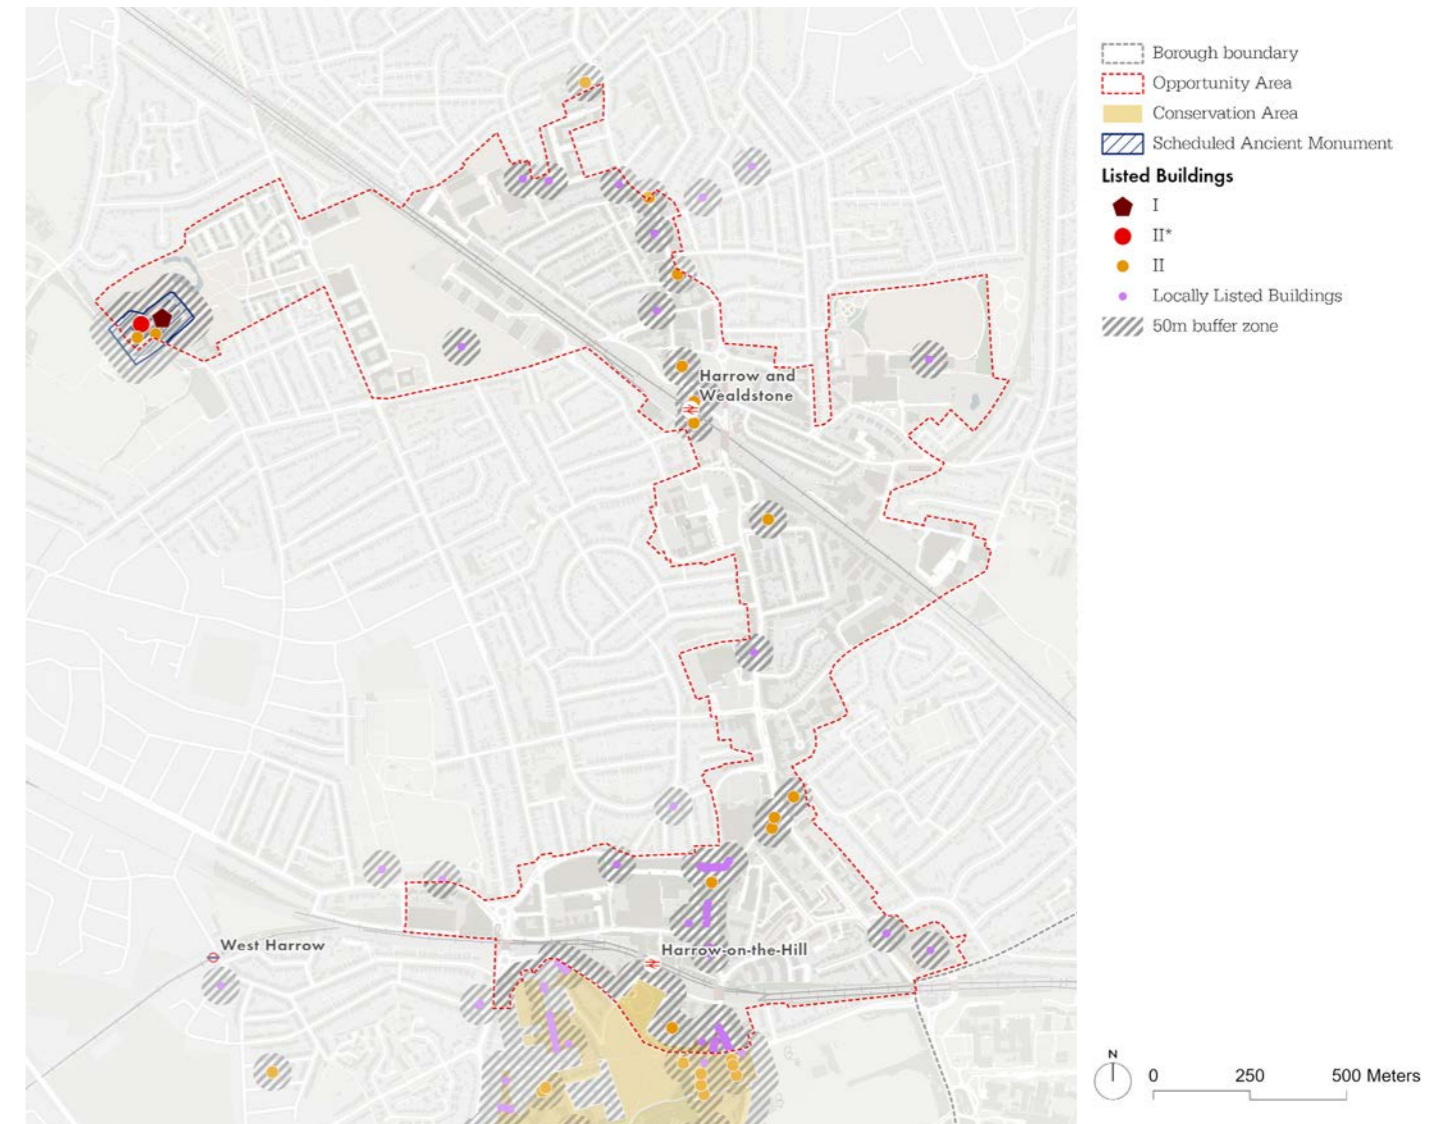 Borough boundary
Opportunity Area
Conservation Area
Scheduled Ancient Monument
Listed Buildings
I
II*
II
Locally Listed Buildings
50m buffer zone
Harrow and
Wealdstone
West Harrow
Harrow-on-the-Hill
N
0 250 500 Meters